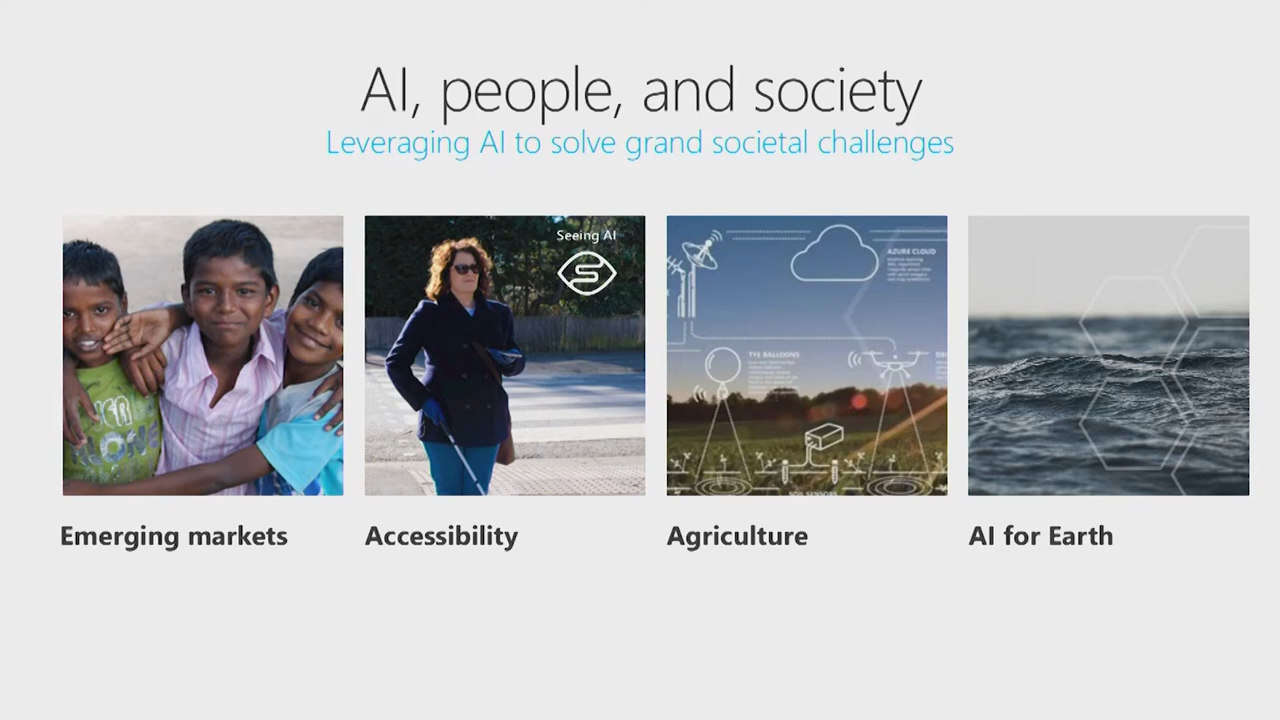 AI, people, and society
Leveraging AI to solve grand societal challenges
Seeing AI
AZURE CLOUD
TYE BALLOONS
SOIL SENSORS
Emerging markets
Accessibility
Agriculture
AI for Earth